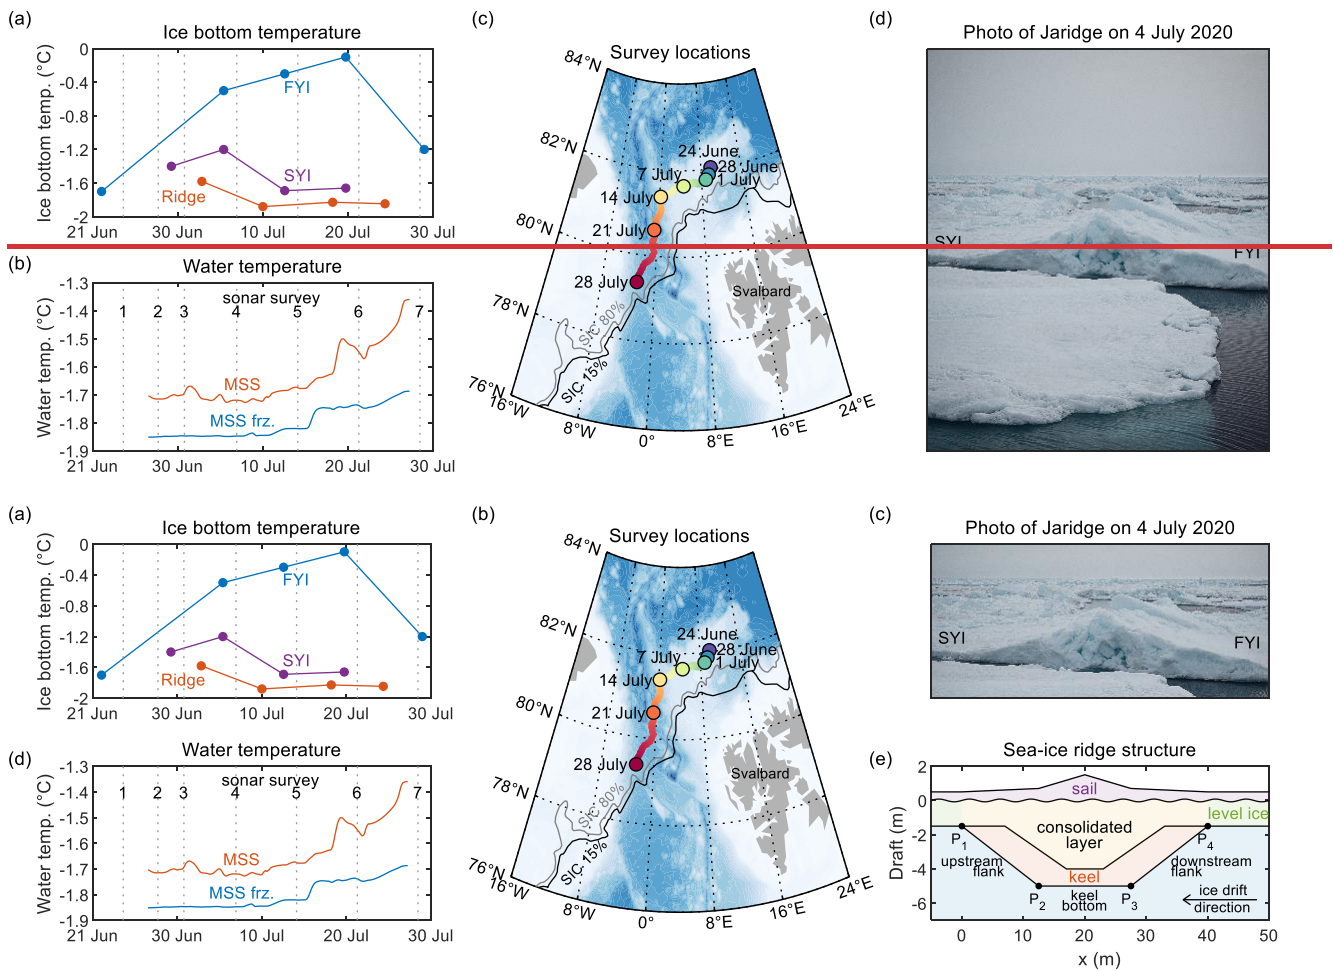 (a)
Ice bottom temperature
Ice bottom temp. (°C)
0
-0.4
-0.8
-1.2
-1.6
-2
FYI
SYI
Ridge
21 Jun 30 Jun 10 Jul 20 Jul 30 Jul
(b)
Water temperature
Water temp. (°C)
-1.3
-1.4
-1.5
-1.6
-1.7
-1.8
-1.9
sonar survey
1 2 3 4 5 6 7
MSS
MSS frz.
21 Jun 30 Jun 10 Jul 20 Jul 30 Jul
(c)
Survey locations
84°N
82°N
80°N
78°N
76°N
16°W
8°W
0°
8°E
16°E
24°E
24 June
28 June
1 July
7 July
14 July
21 July
28 July
Svalbard
SIC 80%
SIC 15%
(d)
Photo of Jaridge on 4 July 2020
SYI
FYI
(a)
Ice bottom temperature
Ice bottom temp. (°C)
0
-0.4
-0.8
-1.2
-1.6
-2
FYI
SYI
Ridge
21 Jun 30 Jun 10 Jul 20 Jul 30 Jul
(b)
Survey locations
84°N
82°N
80°N
78°N
76°N
16°W
8°W
0°
8°E
16°E
24°E
24 June
28 June
1 July
7 July
14 July
21 July
28 July
Svalbard
SIC 80%
SIC 15%
(c)
Photo of Jaridge on 4 July 2020
SYI
FYI
(d)
Water temperature
Water temp. (°C)
-1.3
-1.4
-1.5
-1.6
-1.7
-1.8
-1.9
sonar survey
1 2 3 4 5 6 7
MSS
MSS frz.
21 Jun 30 Jun 10 Jul 20 Jul 30 Jul
(e)
Sea-ice ridge structure
Draft (m)
2
0
-2
-4
-6
sail
level ice
consolidated
layer
keel
P1
P4
upstream
flank
downstream
flank
P2
keel
bottom
P3
ice drift
direction
0 10 20 30 40 50
x (m)